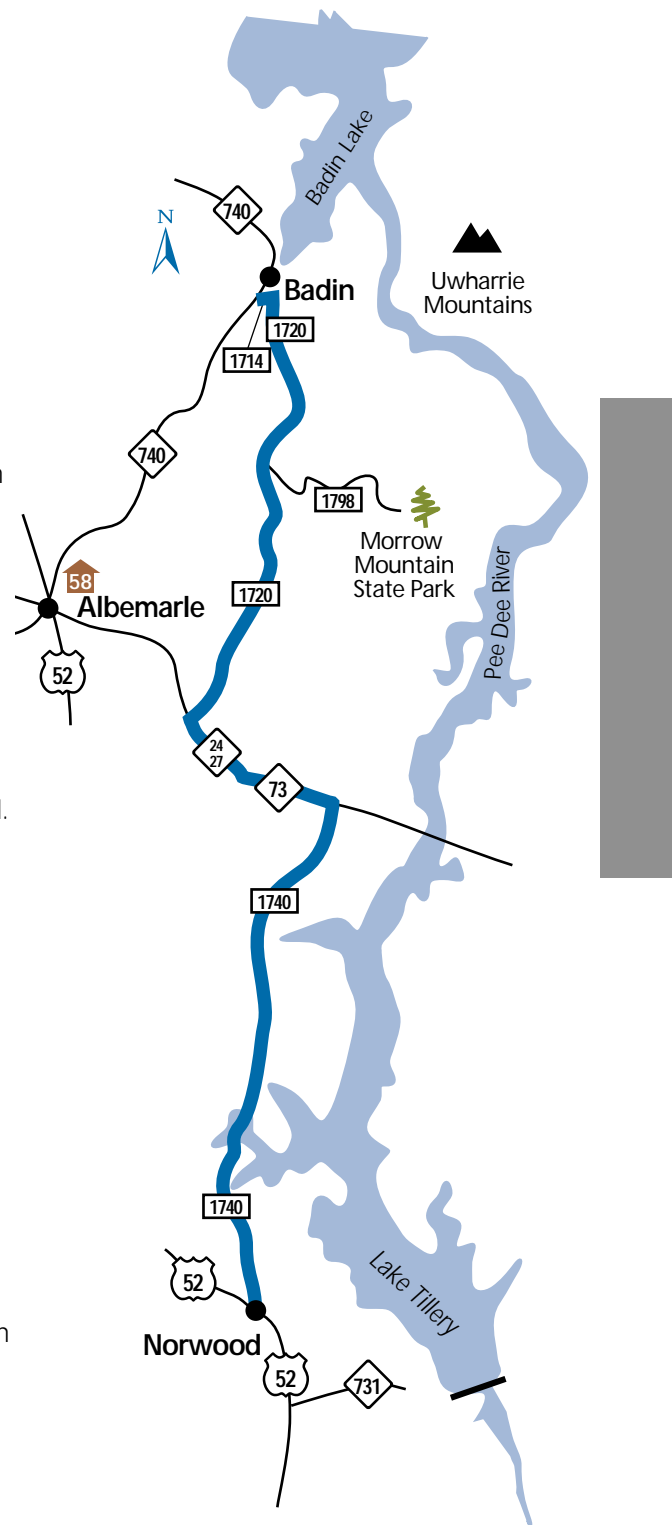 Badin Lake
740
N
Uwharrie
Mountains
Badin
1720
1714
740
n
1798
Morrow
Mountain
State Park
Pee Dee River
58
1720
Albemarle
52
24
27
73
l.
1740
1740
Lake Tillery
52
n
Norwood
52
731